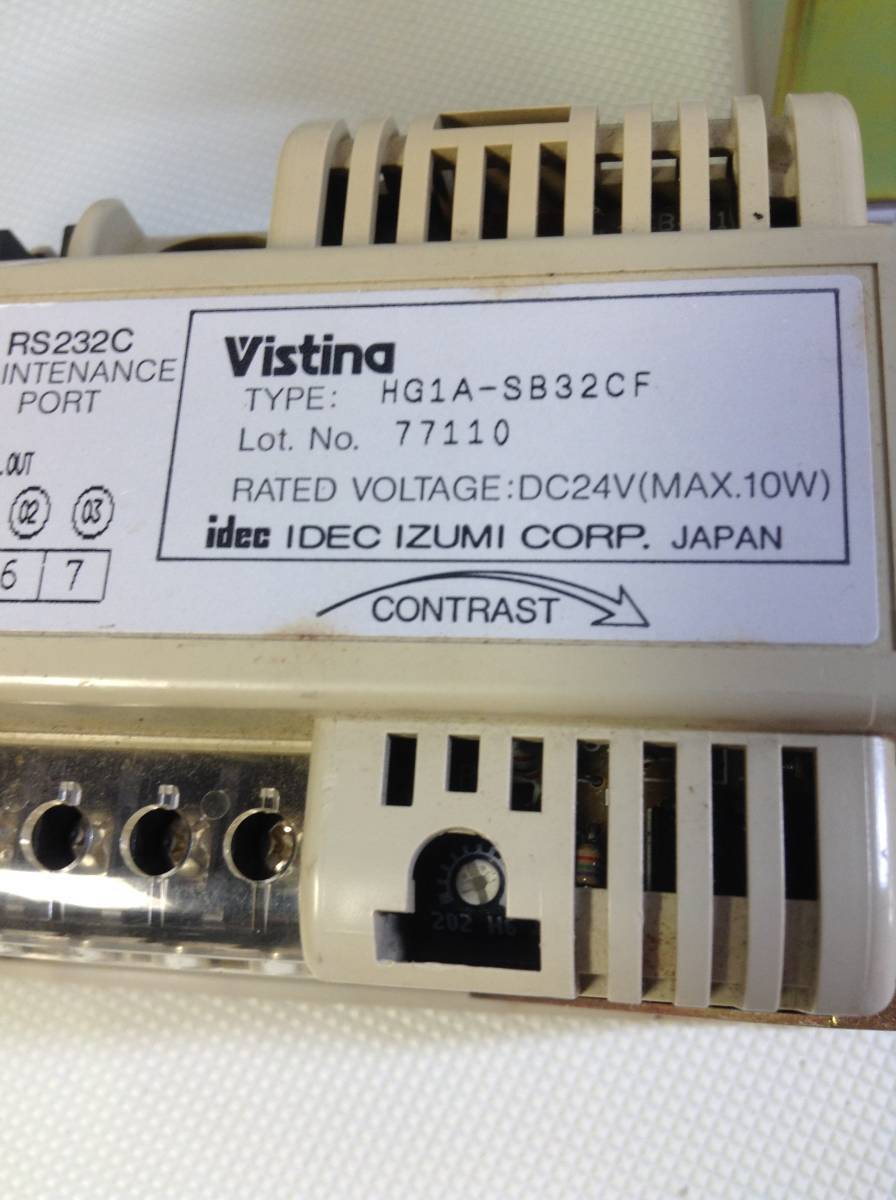 RS232C
INTENANCE
PORT
.OUT
02 03
6 7
Vistina
TYPE: HG1A-SB32CF
Lot. No. 77110
RATED VOLTAGE:DC24V(MAX.10W)
idec IDEC IZUMI CORP. JAPAN
CONTRAST
202 116